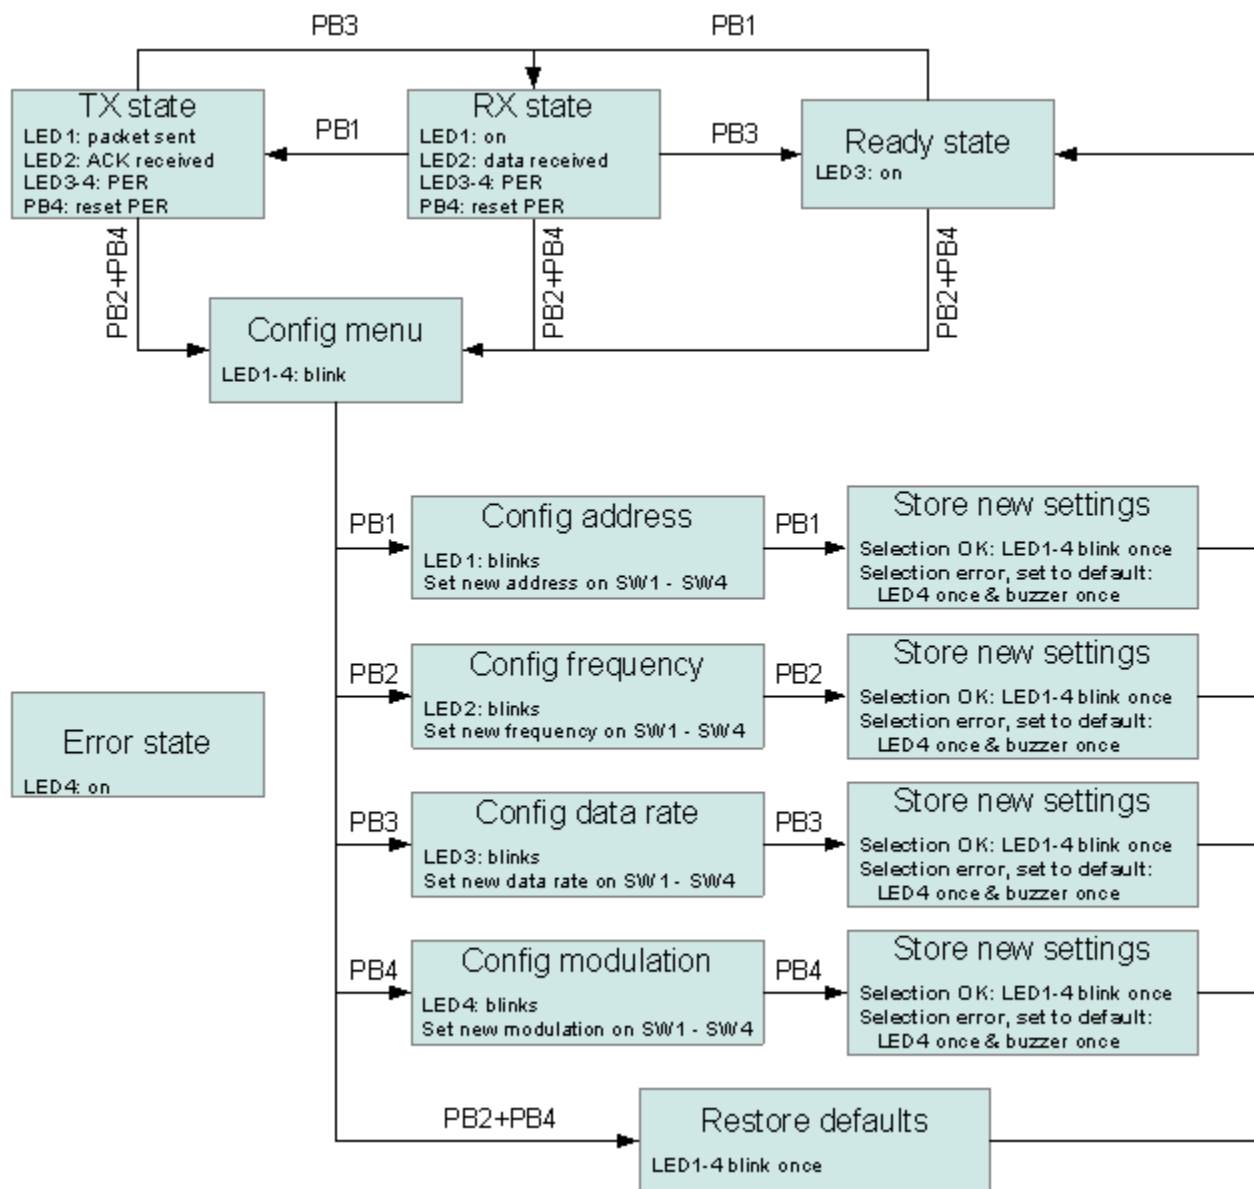 PB3
PB1
TX state
LED1: packet sent
LED2: ACK received
LED3-4: PER
PB4: reset PER
PB1
RX state
LED1: on
LED2: data received
LED3-4: PER
PB4: reset PER
PB3
Ready state
LED3: on
PB2+PB4
PB2+PB4
PB2+PB4
Config menu
LED1-4: blink
PB1
Config address
LED1: blinks
Set new address on SW1 - SW4
PB1
Store new settings
Selection OK: LED1-4 blink once
Selection error, set to default:
LED4 once & buzzer once
PB2
Config frequency
LED2: blinks
Set new frequency on SW1 - SW4
PB2
Store new settings
Selection OK: LED1-4 blink once
Selection error, set to default:
LED4 once & buzzer once
Error state
LED4: on
PB3
Config data rate
LED3: blinks
Set new data rate on SW1 - SW4
PB3
Store new settings
Selection OK: LED1-4 blink once
Selection error, set to default:
LED4 once & buzzer once
PB4
Config modulation
LED4: blinks
Set new modulation on SW1 - SW4
PB4
Store new settings
Selection OK: LED1-4 blink once
Selection error, set to default:
LED4 once & buzzer once
PB2+PB4
Restore defaults
LED1-4 blink once